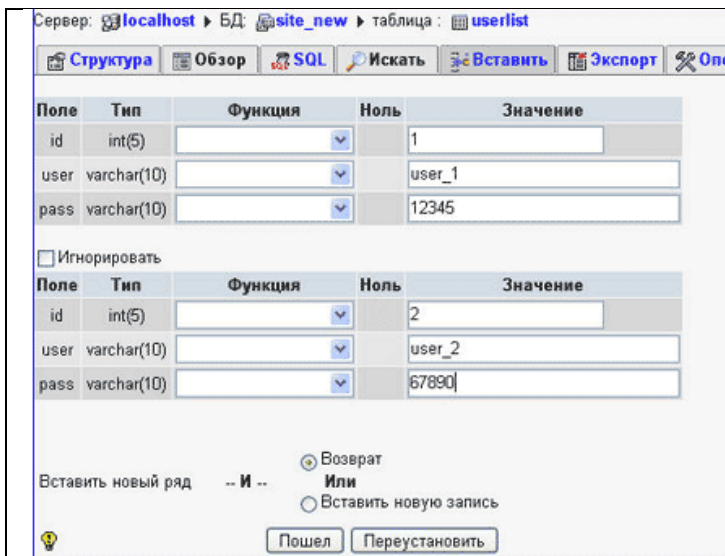 Сервер: localhost ▸ БД: site_new ▸ таблица : userlist
Структура Обзор SQL Искать Вставить Экспорт Опе
Поле Тип Функция Ноль Значение
id int(5) 1
user varchar(10) user_1
pass varchar(10) 12345
Игнорировать
Поле Тип Функция Ноль Значение
id int(5) 2
user varchar(10) user_2
pass varchar(10) 67890
Возврат
Вставить новый ряд -- И -- Или
Вставить новую запись
Пошел Переустановить